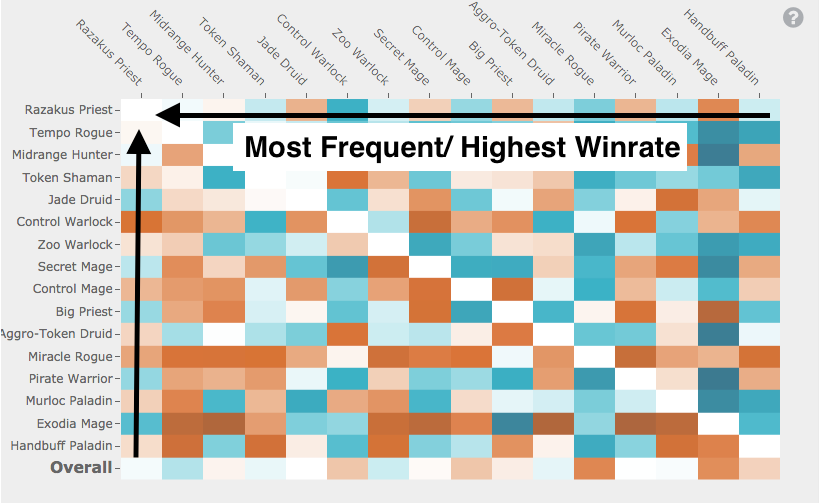 ?
Razakus Priest
Tempo Rogue
Midrange Hunter
Token Shaman
Jade Druid
Control Warlock
Zoo Warlock
Secret Mage
Control Mage
Big Priest
Aggro-Token Druid
Miracle Rogue
Pirate Warrior
Murloc Paladin
Exodia Mage
Handbuff Paladin
Razakus Priest
Tempo Rogue
Most Frequent/ Highest Winrate
Midrange Hunter
Token Shaman
Jade Druid
Control Warlock
Zoo Warlock
Secret Mage
Control Mage
Big Priest
Aggro-Token Druid
Miracle Rogue
Pirate Warrior
Murloc Paladin
Exodia Mage
Handbuff Paladin
Overall